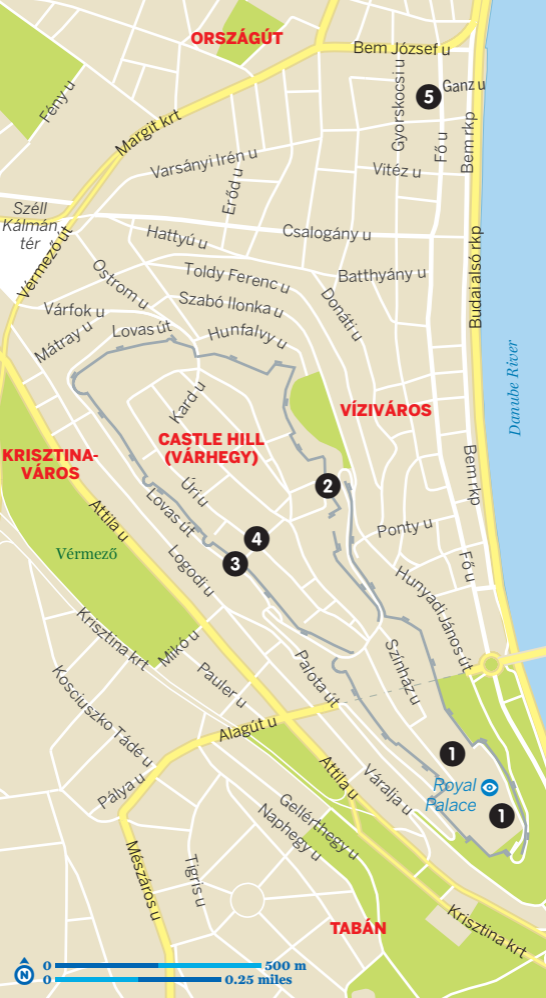 ORSZÁGÚT
Bem József u
Fény u
Gyorskocsi u
5
Ganz u
Margit krt
Fő u
Bem rkp
Varsányi Irén u
Vitéz u
Erőd u
Széll
Kálmán
tér
Hattyú u
Csalogány u
Vérmező út
Budai alsó rkp
Ostrom u
Toldy Ferenc u
Batthyány u
Szabó Ilonka u
Donáti u
Várfok u
Lovas út
Hunfalvy u
Mátray u
Danube River
Kard u
VÍZIVÁROS
CASTLE HILL
(VÁRHEGY)
KRISZTINA-
VÁROS
Bem rkp
2
Úri u
Lovas út
Attila u
Ponty u
4
Vérmező
3
Logodi u
Fő u
Hunyadi János út
Krisztina krt
Mikó u
Színház u
Palota út
Kosciuszko Tádé u
Pauler u
Alagút u
1
Attila u
Váralja u
Royal
Palace
Pálya u
1
Gellérthegy u
Naphegy u
Mészáros u
Tigris u
TABÁN
Krisztina krt
N
0 500 m
0 0.25 miles